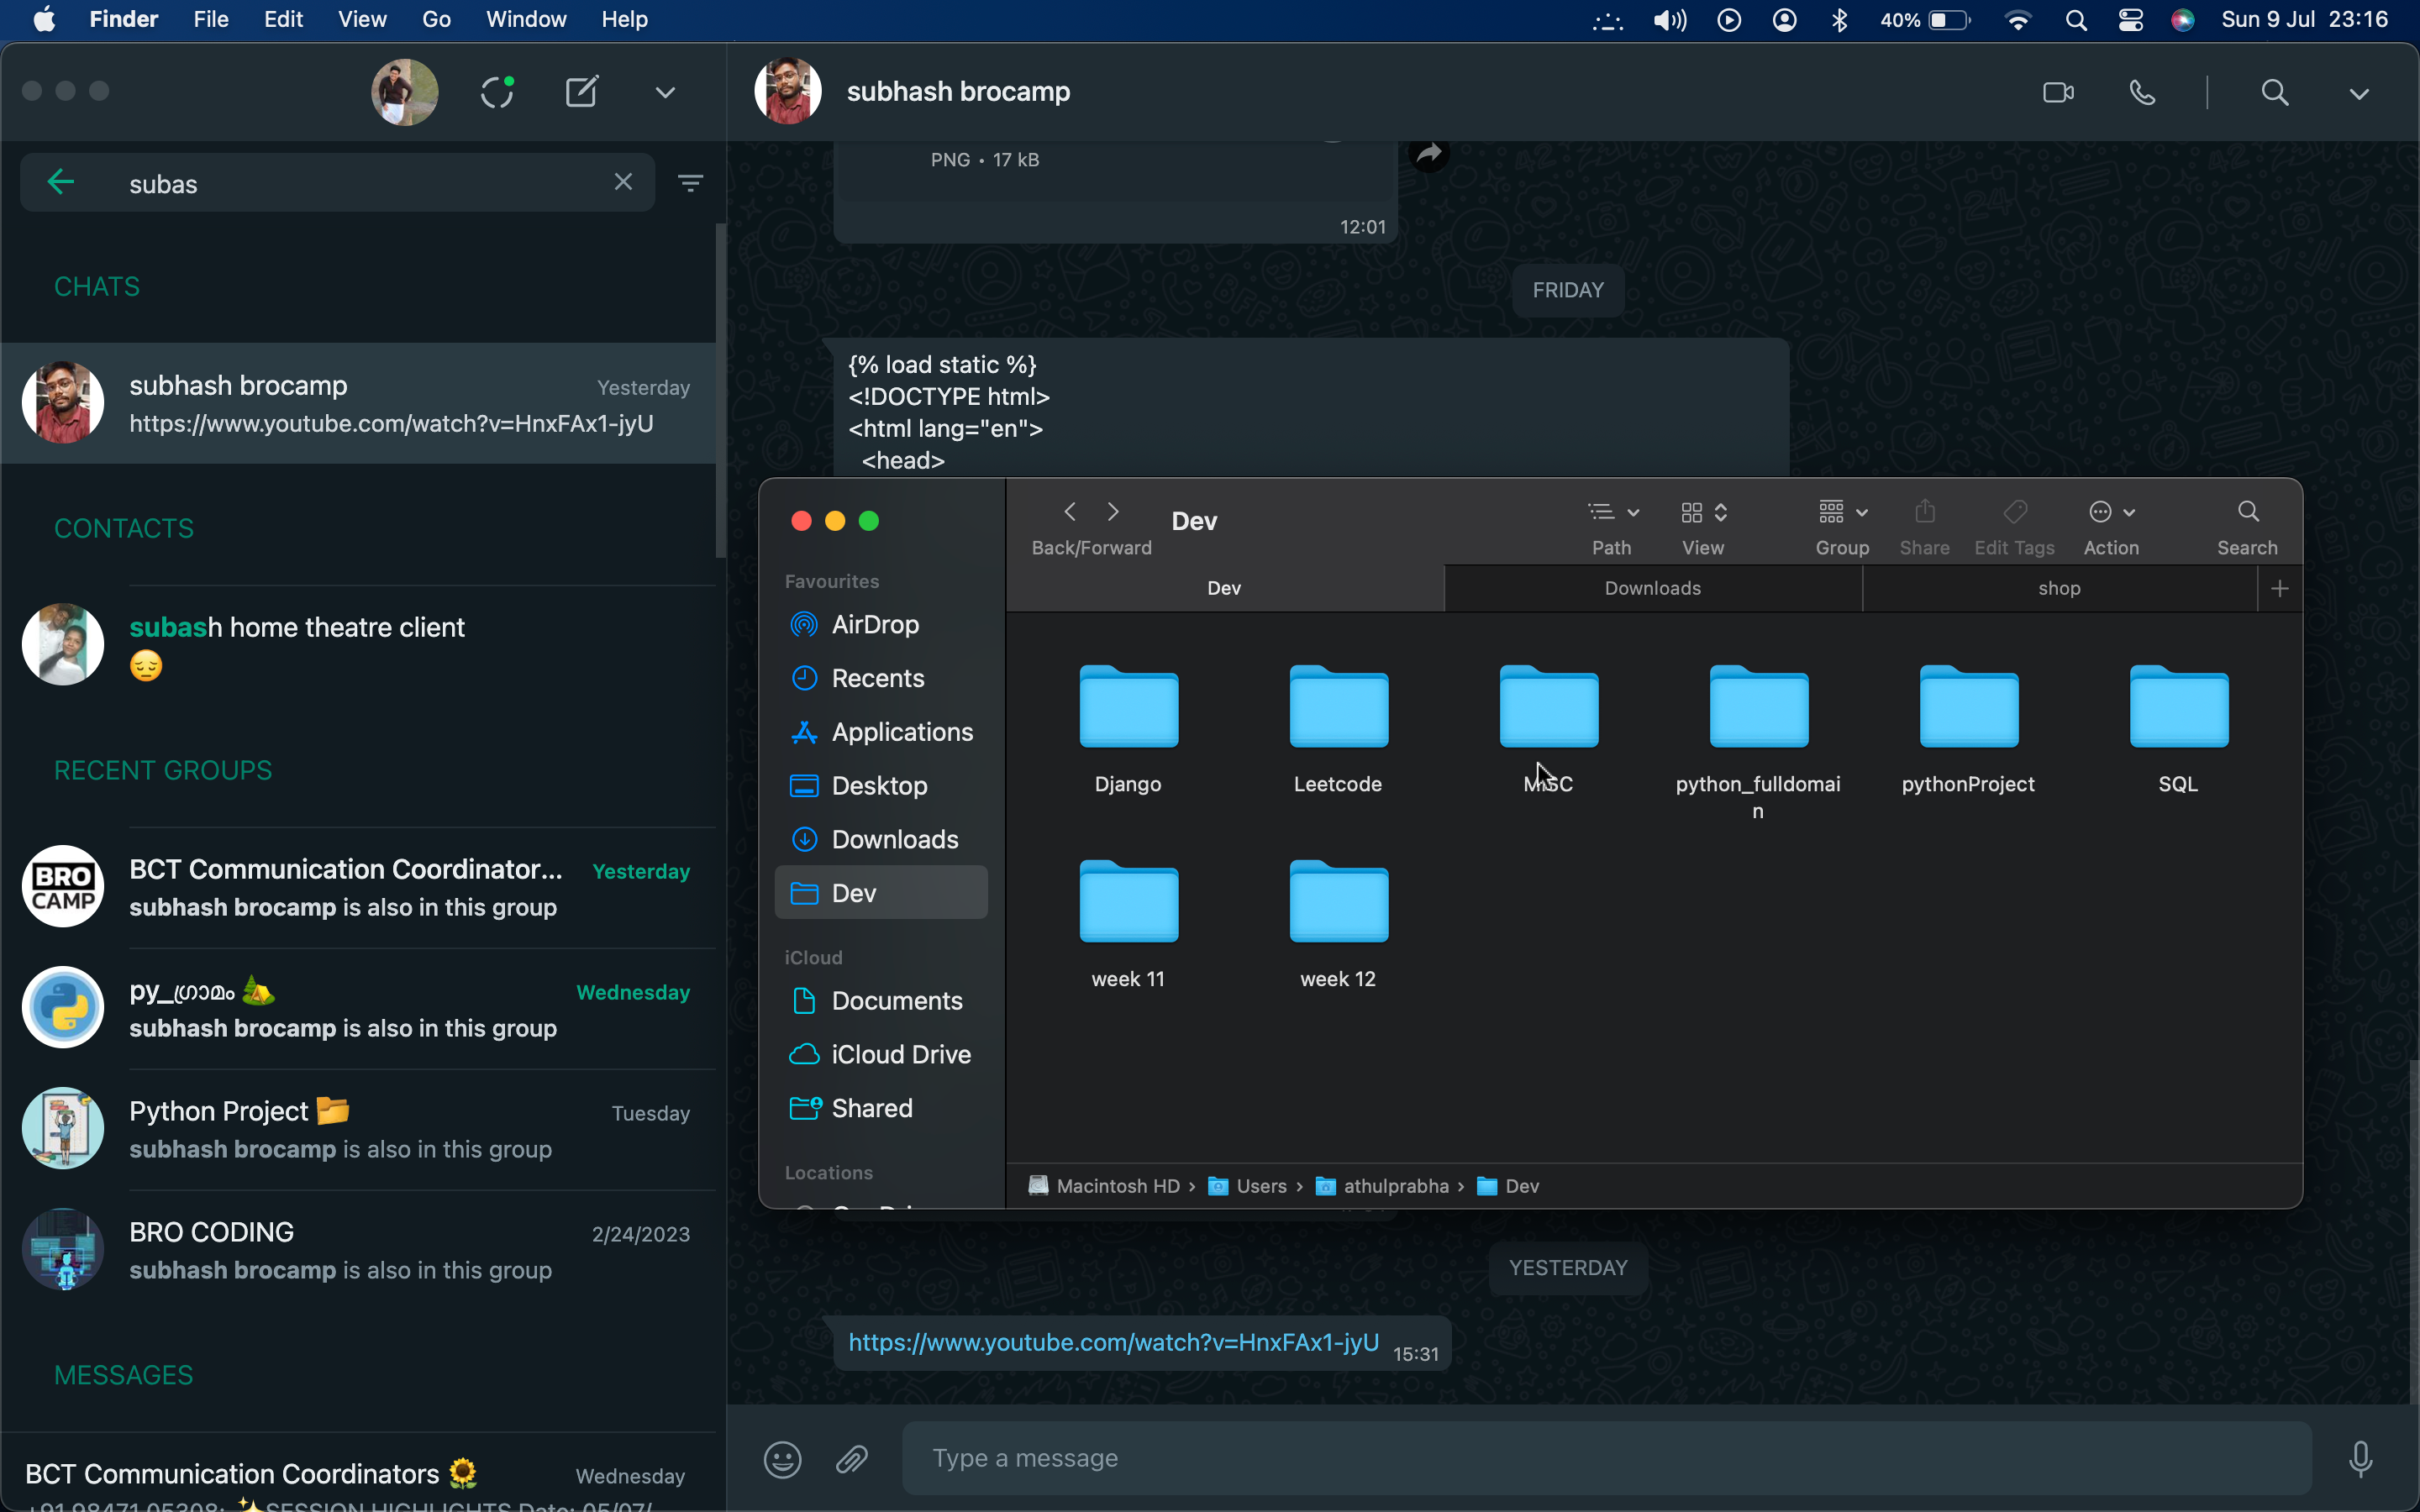 Finder File Edit View Go Window Help
40% Sun 9 Jul 23:16
subhash brocamp
subas
CHATS
subhash brocamp Yesterday
https://www.youtube.com/watch?v=HnxFAx1-jyU
CONTACTS
subash home theatre client
😔
RECENT GROUPS
BCT Communication Coordinator... Yesterday
subhash brocamp is also in this group
BRO
CAMP
py_ഗ്രാമം 🏕️ Wednesday
subhash brocamp is also in this group
Python Project 📂 Tuesday
subhash brocamp is also in this group
BRO CODING 2/24/2023
subhash brocamp is also in this group
MESSAGES
BCT Communication Coordinators 🌻 Wednesday
+91 98471 05308: ✨SESSION HIGHLIGHTS Date: 05/07/
PNG • 17 kB
12:01
FRIDAY
{% load static %}
<!DOCTYPE html>
<html lang="en">
<head>
Back/Forward
Dev
Path View Group Share Edit Tags Action Search
Dev Downloads shop
Favourites
AirDrop
Recents
Applications
Desktop
Downloads
Dev
iCloud
Documents
iCloud Drive
Shared
Locations
Django Leetcode MISC python_fulldomai
n
pythonProject SQL
week 11 week 12
Macintosh HD › Users › athulprabha › Dev
YESTERDAY
https://www.youtube.com/watch?v=HnxFAx1-jyU 15:31
Type a message